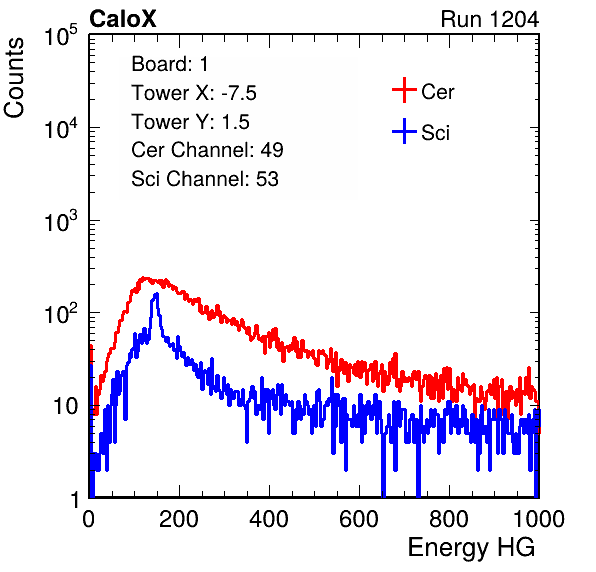 CaloX Run 1204
Counts
Board: 1
Tower X: -7.5
Tower Y: 1.5
Cer Channel: 49
Sci Channel: 53
Cer
Sci
10^5
10^4
10^3
10^2
10
1
0 200 400 600 800 1000
Energy HG